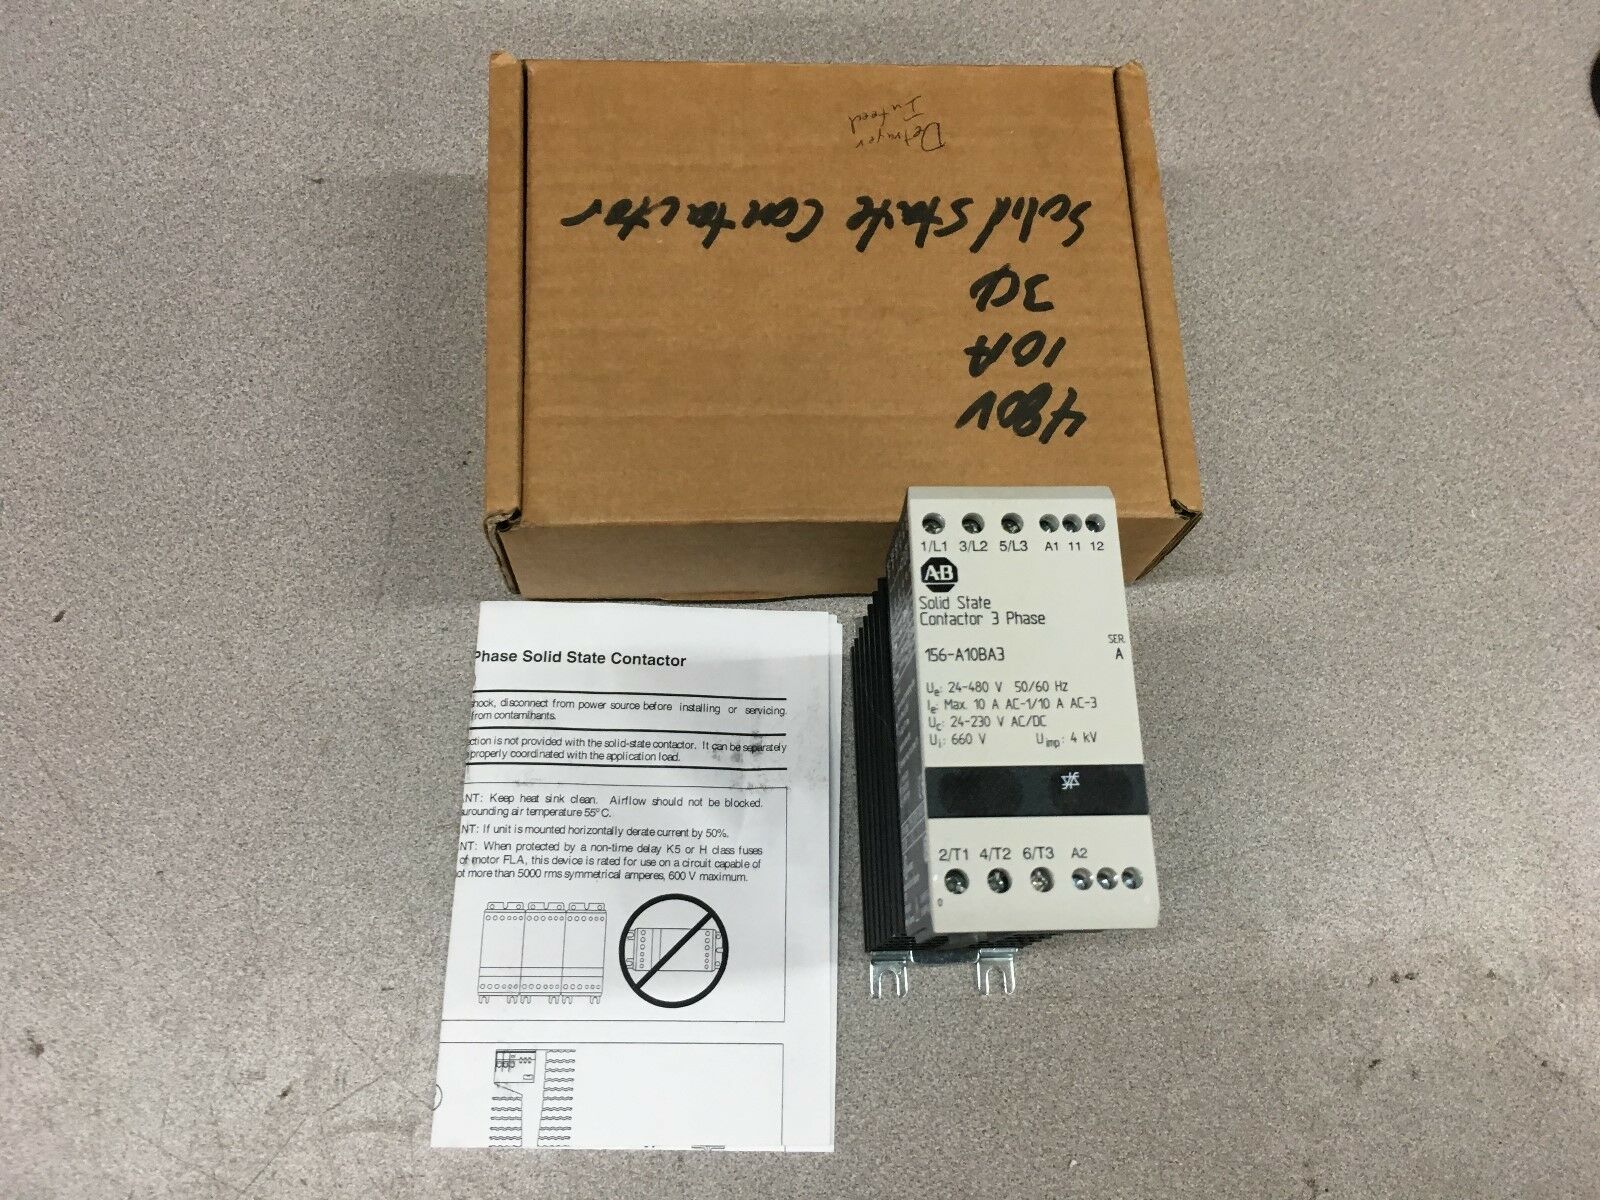 Detrayer
Infeed
Solid State Contactor
3φ
10A
480V
1/L1 3/L2 5/L3 A1 11 12
A-B
Solid State
Contactor 3 Phase
156-A10BA3
SER.
A
Ue: 24-480 V 50/60 Hz
Ie: Max. 10 A AC-1/10 A AC-3
Uc: 24-230 V AC/DC
Ui: 660 V Uimp: 4 kV
2/T1 4/T2 6/T3 A2
0
Phase Solid State Contactor
shock, disconnect from power source before installing or servicing.
from contaminants.
ection is not provided with the solid-state contactor. It can be separately
properly coordinated with the application load.
NT: Keep heat sink clean. Airflow should not be blocked.
urounding air temperature 55°C.
NT: If unit is mounted horizontally derate current by 50%.
NT: When protected by a non-time delay K5 or H class fuses
of motor FLA, this device is rated for use on a circuit capable of
ot more than 5000 rms symmetrical amperes, 600 V maximum.